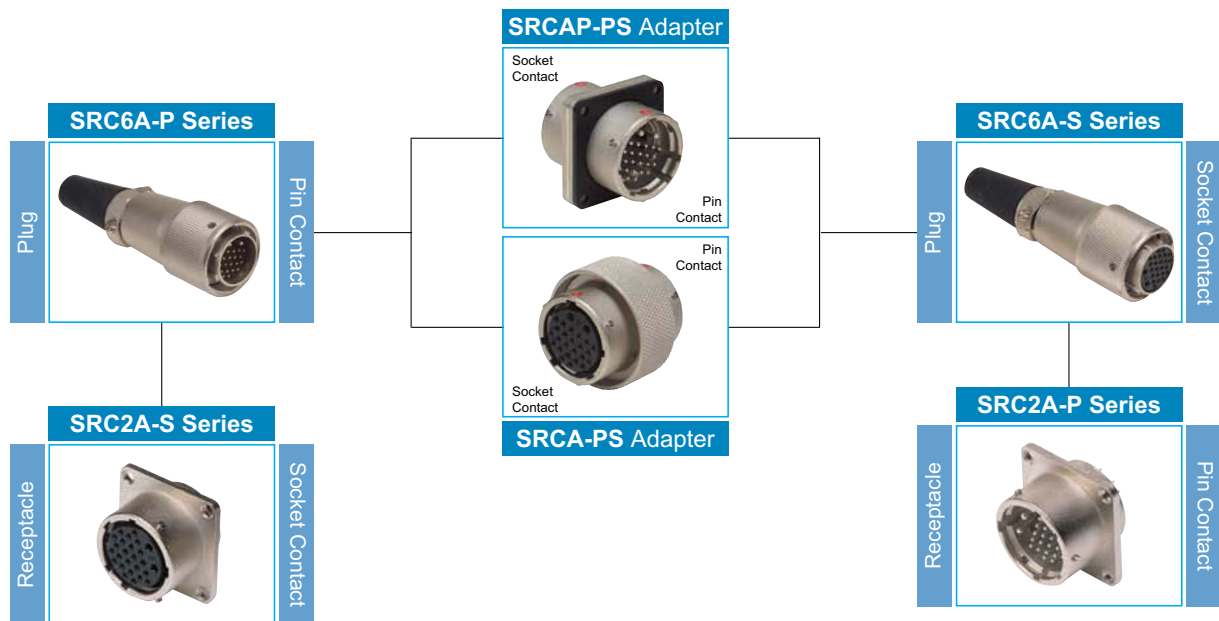 SRCAP-PS Adapter
Socket
Contact
Pin
Contact
SRC6A-P Series
Plug
Pin Contact
SRC6A-S Series
Plug
Socket Contact
Pin
Contact
Socket
Contact
SRCA-PS Adapter
SRC2A-S Series
Receptacle
Socket Contact
SRC2A-P Series
Receptacle
Pin Contact